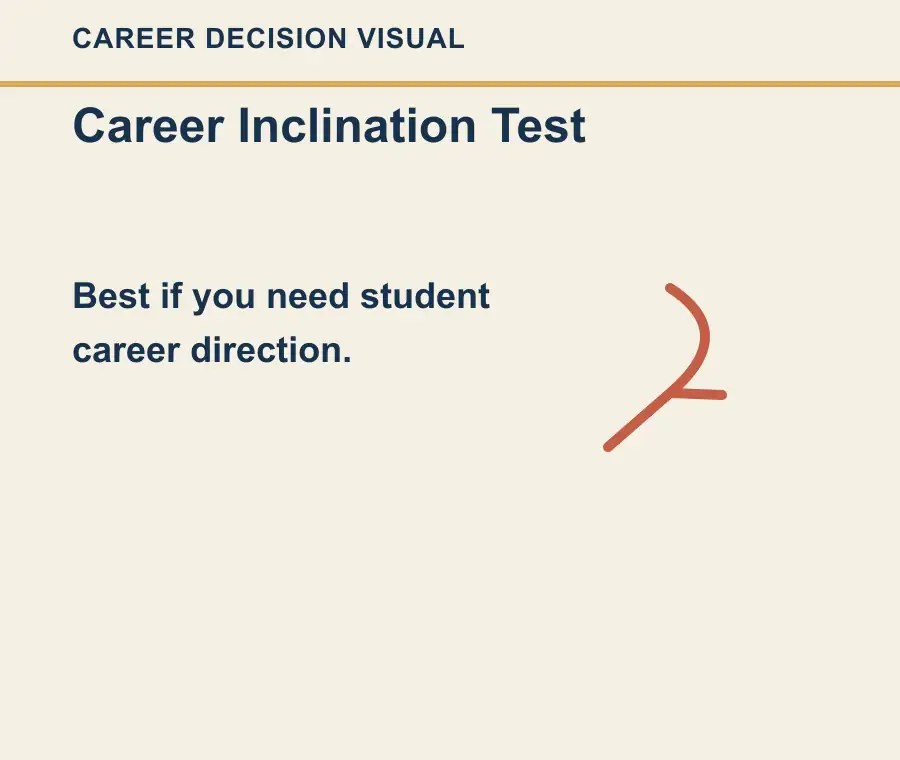 CAREER DECISION VISUAL
Career Inclination Test
Best if you need student
career direction.